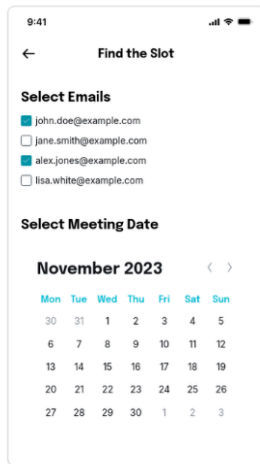 9:41
Find the Slot
Select Emails
john.doe@example.com
jane.smith@example.com
alex.jones@example.com
lisa.white@example.com
Select Meeting Date
November 2023
Mon Tue Wed Thu Fri Sat Sun
30 31 1 2 3 4 5
6 7 8 9 10 11 12
13 14 15 16 17 18 19
20 21 22 23 24 25 26
27 28 29 30 1 2 3